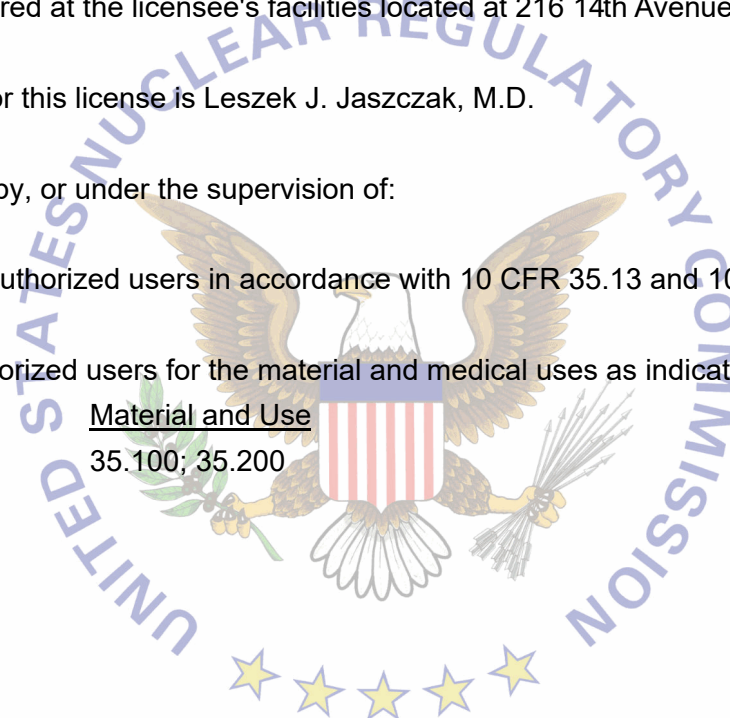 red at the licensee's facilities located at 216 14th Avenue
or this license is Leszek J. Jaszczak, M.D.
by, or under the supervision of:
uthorized users in accordance with 10 CFR 35.13 and 10
orized users for the material and medical uses as indicat
Material and Use
35.100; 35.200
UNITED STATES NUCLEAR REGULATORY COMMISSION